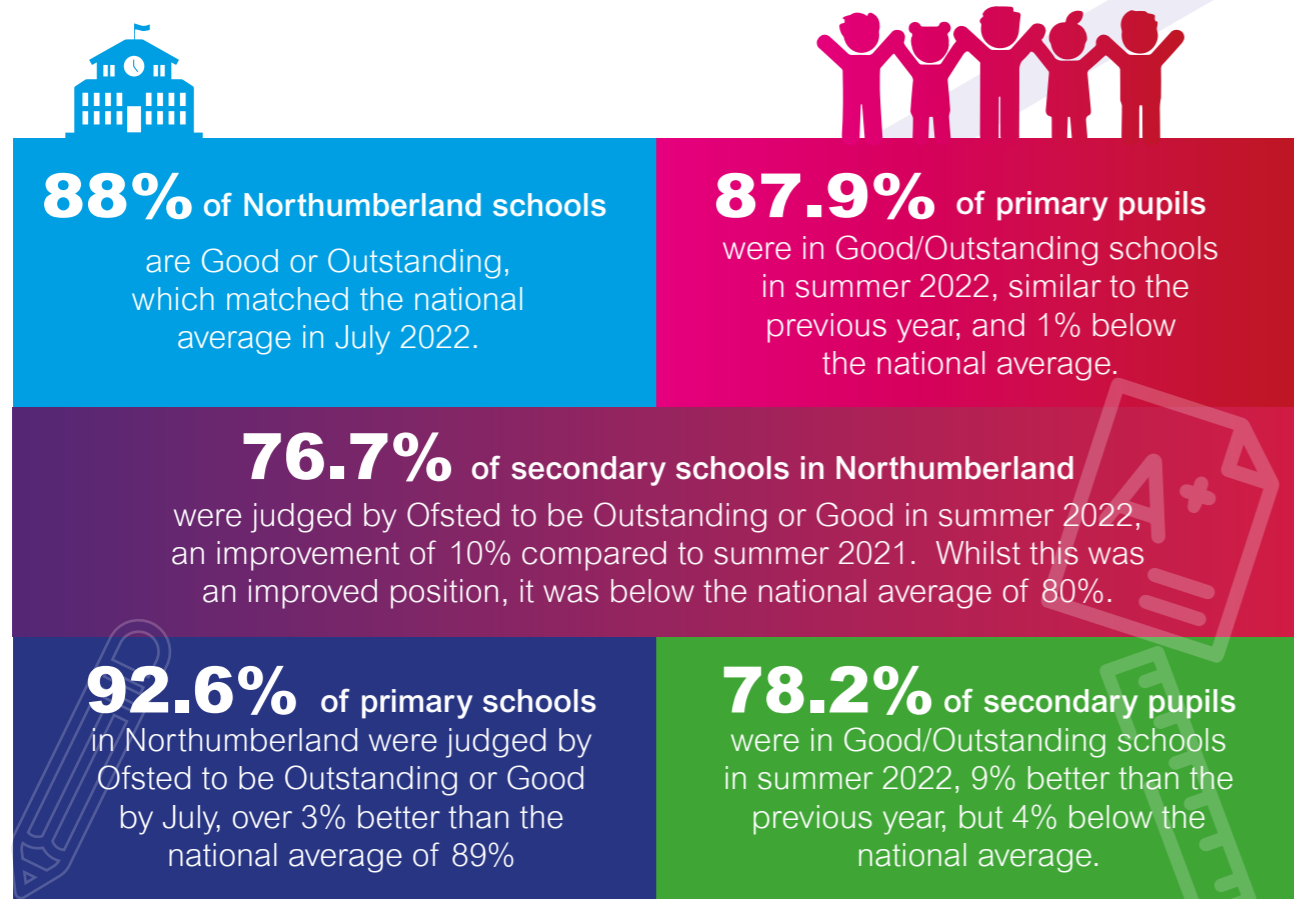 88% of Northumberland schools
are Good or Outstanding,
which matched the national
average in July 2022.
87.9% of primary pupils
were in Good/Outstanding schools
in summer 2022, similar to the
previous year, and 1% below
the national average.
76.7% of secondary schools in Northumberland
were judged by Ofsted to be Outstanding or Good in summer 2022,
an improvement of 10% compared to summer 2021. Whilst this was
an improved position, it was below the national average of 80%.
92.6% of primary schools
in Northumberland were judged by
Ofsted to be Outstanding or Good
by July, over 3% better than the
national average of 89%
78.2% of secondary pupils
were in Good/Outstanding schools
in summer 2022, 9% better than the
previous year, but 4% below the
national average.
A+